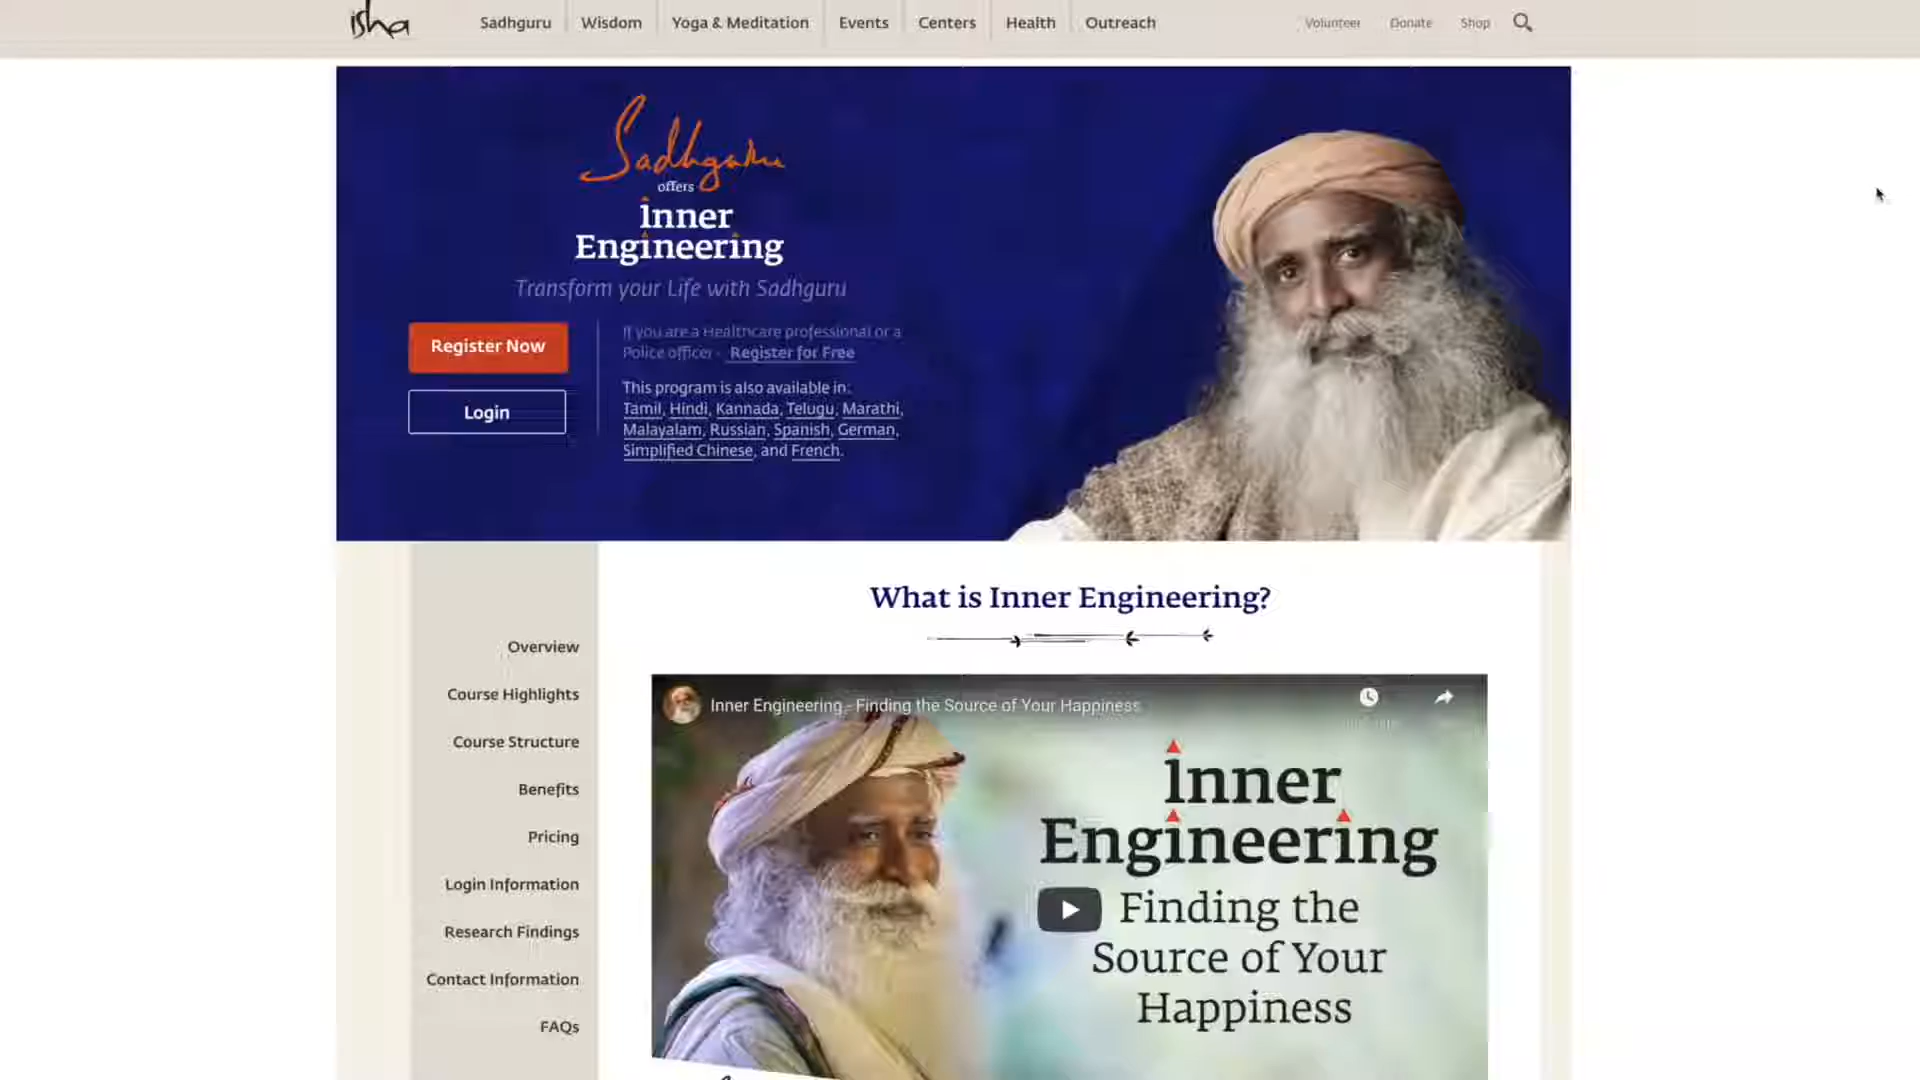 isha
Sadhguru
Wisdom
Yoga & Meditation
Events
Centers
Health
Outreach
Volunteer
Donate
Shop
Sadhguru
offers
inner
Engineering
Transform your Life with Sadhguru
Register Now
Login
If you are a Healthcare professional or a
Police officer - Register for Free
This program is also available in:
Tamil, Hindi, Kannada, Telugu, Marathi,
Malayalam, Russian, Spanish, German,
Simplified Chinese, and French.
Overview
Course Highlights
Course Structure
Benefits
Pricing
Login Information
Research Findings
Contact Information
FAQs
What is Inner Engineering?
Inner Engineering - Finding the Source of Your Happiness
inner
Engineering
Finding the
Source of Your
Happiness